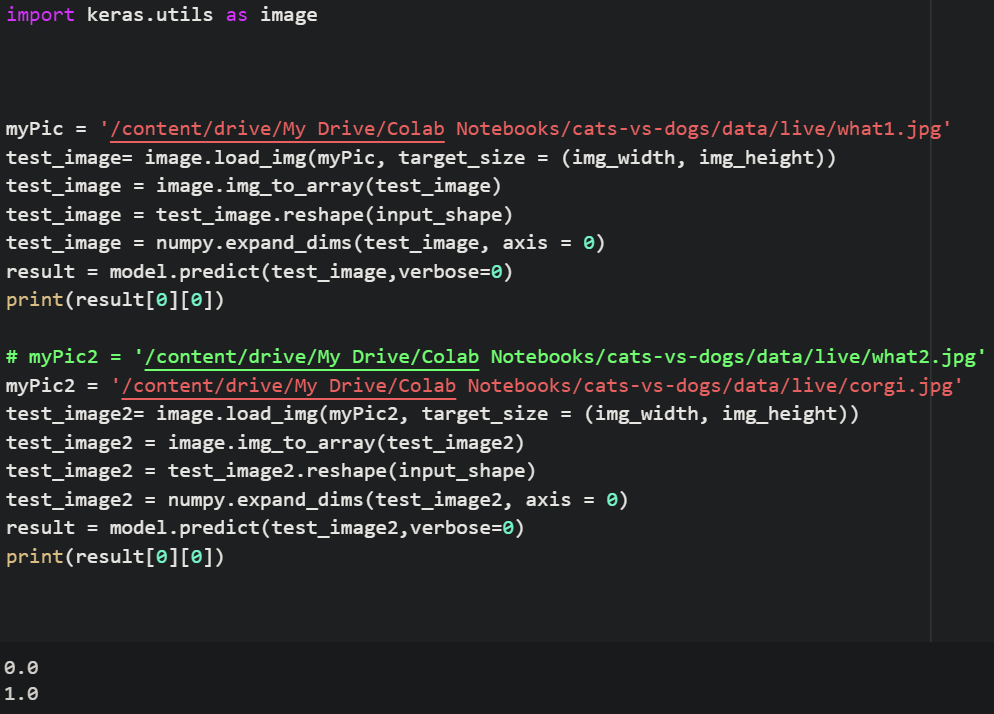 import keras.utils as image
myPic = '/content/drive/My Drive/Colab Notebooks/cats-vs-dogs/data/live/what1.jpg'
test_image= image.load_img(myPic, target_size = (img_width, img_height))
test_image = image.img_to_array(test_image)
test_image = test_image.reshape(input_shape)
test_image = numpy.expand_dims(test_image, axis = 0)
result = model.predict(test_image,verbose=0)
print(result[0][0])
# myPic2 = '/content/drive/My Drive/Colab Notebooks/cats-vs-dogs/data/live/what2.jpg'
myPic2 = '/content/drive/My Drive/Colab Notebooks/cats-vs-dogs/data/live/corgi.jpg'
test_image2= image.load_img(myPic2, target_size = (img_width, img_height))
test_image2 = image.img_to_array(test_image2)
test_image2 = test_image2.reshape(input_shape)
test_image2 = numpy.expand_dims(test_image2, axis = 0)
result = model.predict(test_image2,verbose=0)
print(result[0][0])
0.0
1.0